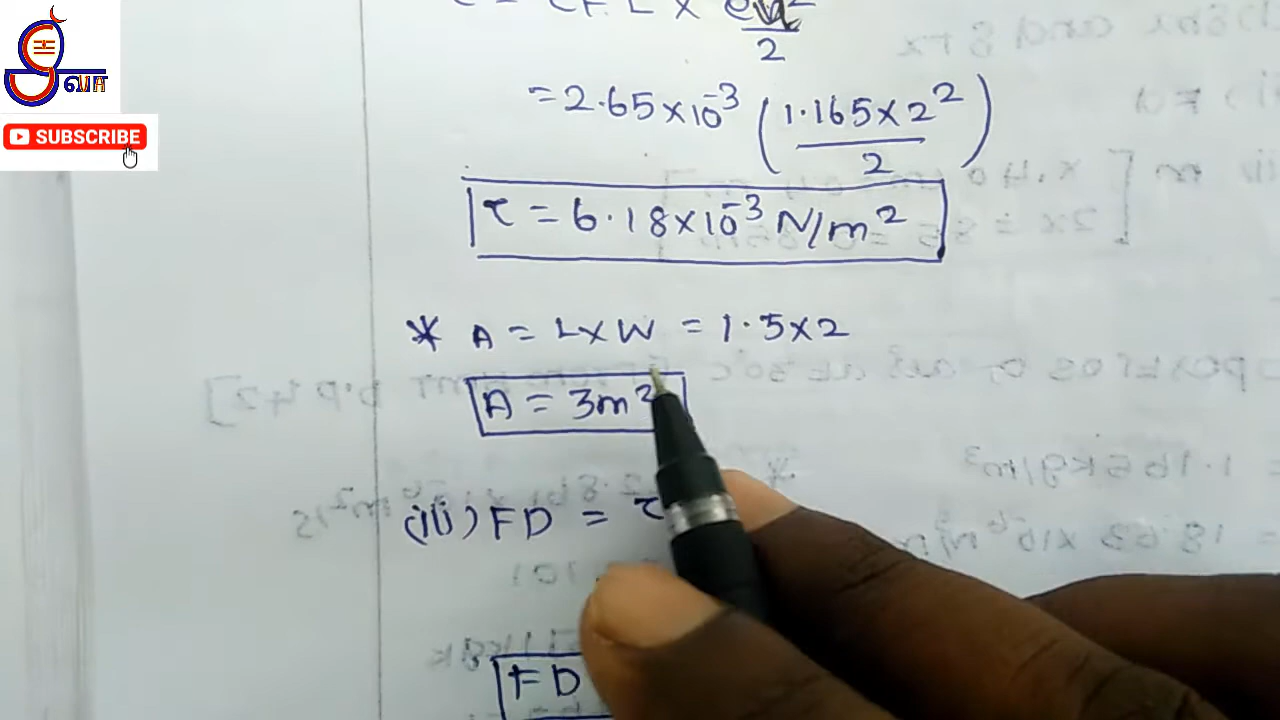 வா
SUBSCRIBE
2
= 2.65 × 10⁻³ (1.165 × 2² / 2)
τ = 6.18 × 10⁻³ N/m²
* A = L × W = 1.5 × 2
A = 3m²
(iii) FD = τ
FD